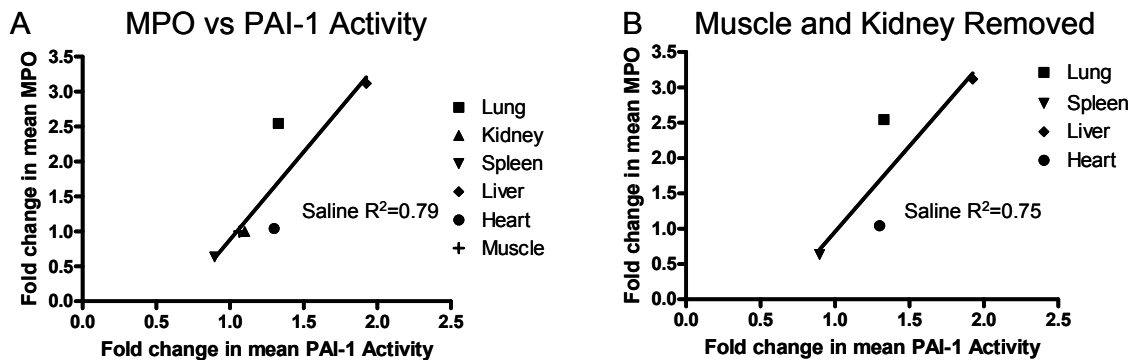 A
MPO vs PAI-1 Activity
Fold change in mean MPO
3.5
3.0
2.5
2.0
1.5
1.0
0.5
0.0
0.0 0.5 1.0 1.5 2.0 2.5
Fold change in mean PAI-1 Activity
Saline R²=0.79
Lung
Kidney
Spleen
Liver
Heart
Muscle
B
Muscle and Kidney Removed
Fold change in mean MPO
3.5
3.0
2.5
2.0
1.5
1.0
0.5
0.0
0.0 0.5 1.0 1.5 2.0 2.5
Fold change in mean PAI-1 Activity
Saline R²=0.75
Lung
Spleen
Liver
Heart